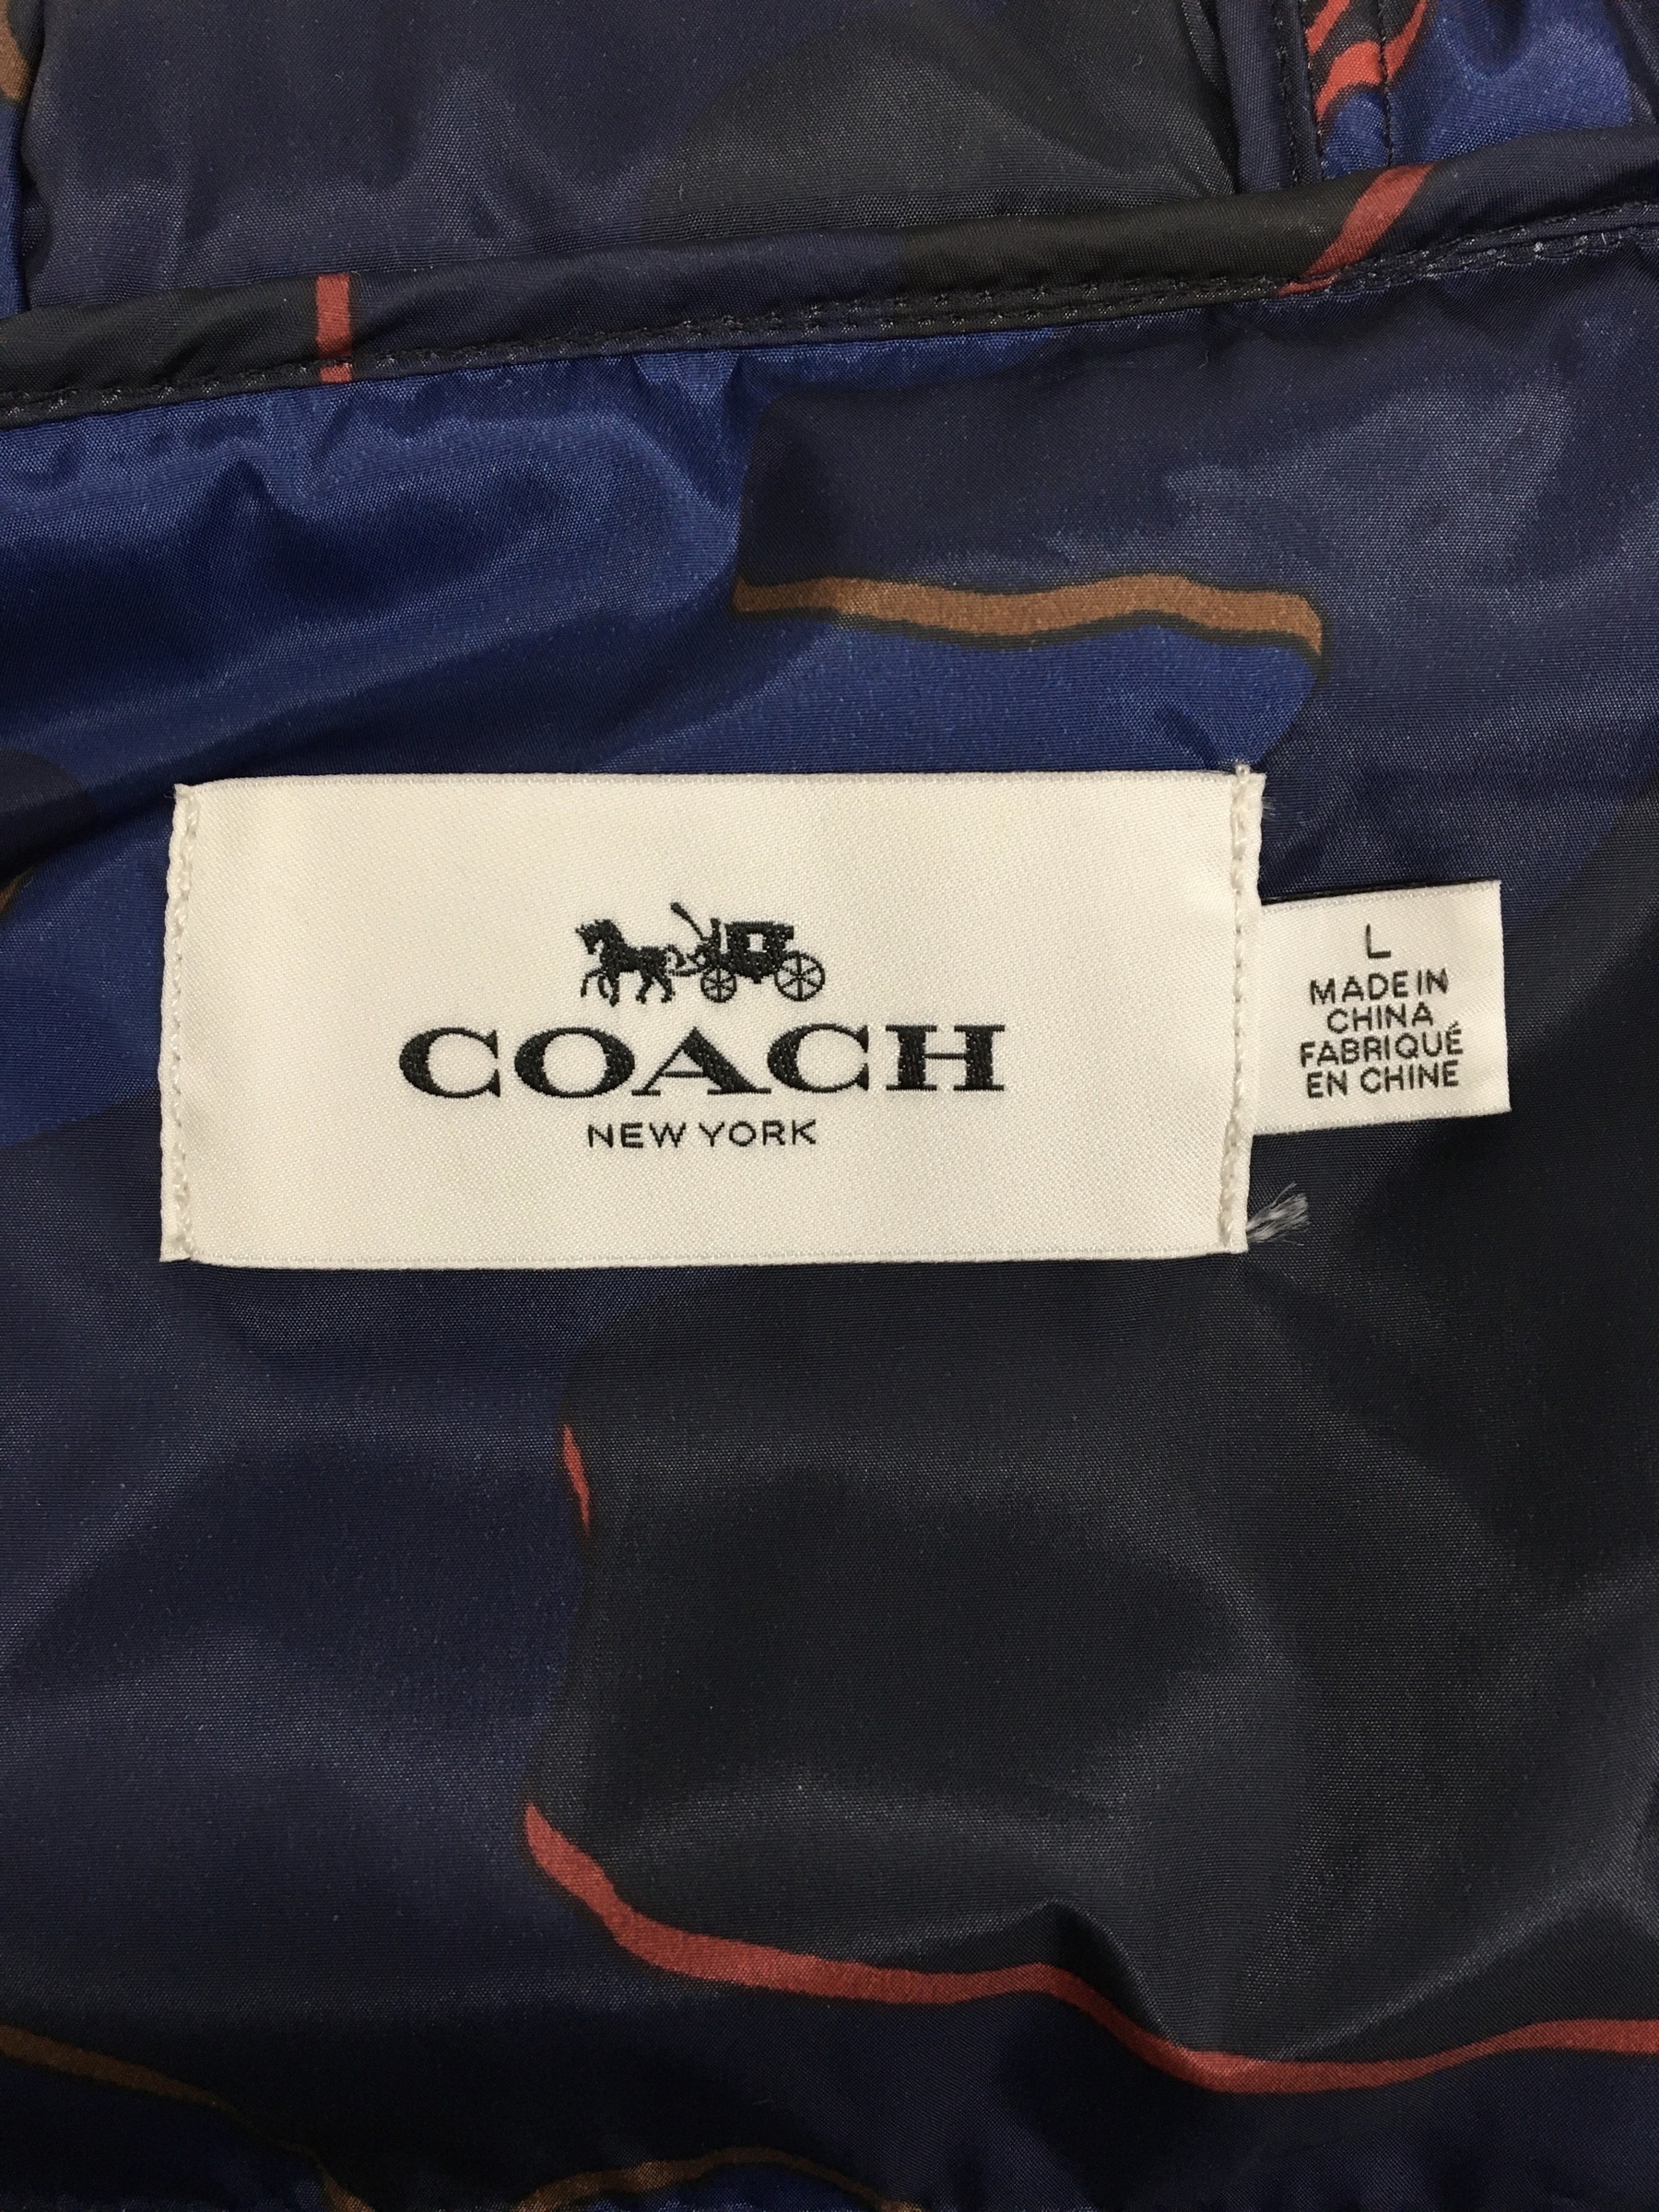 COACH
NEW YORK
L
MADE IN
CHINA
FABRIQUÉ
EN CHINE